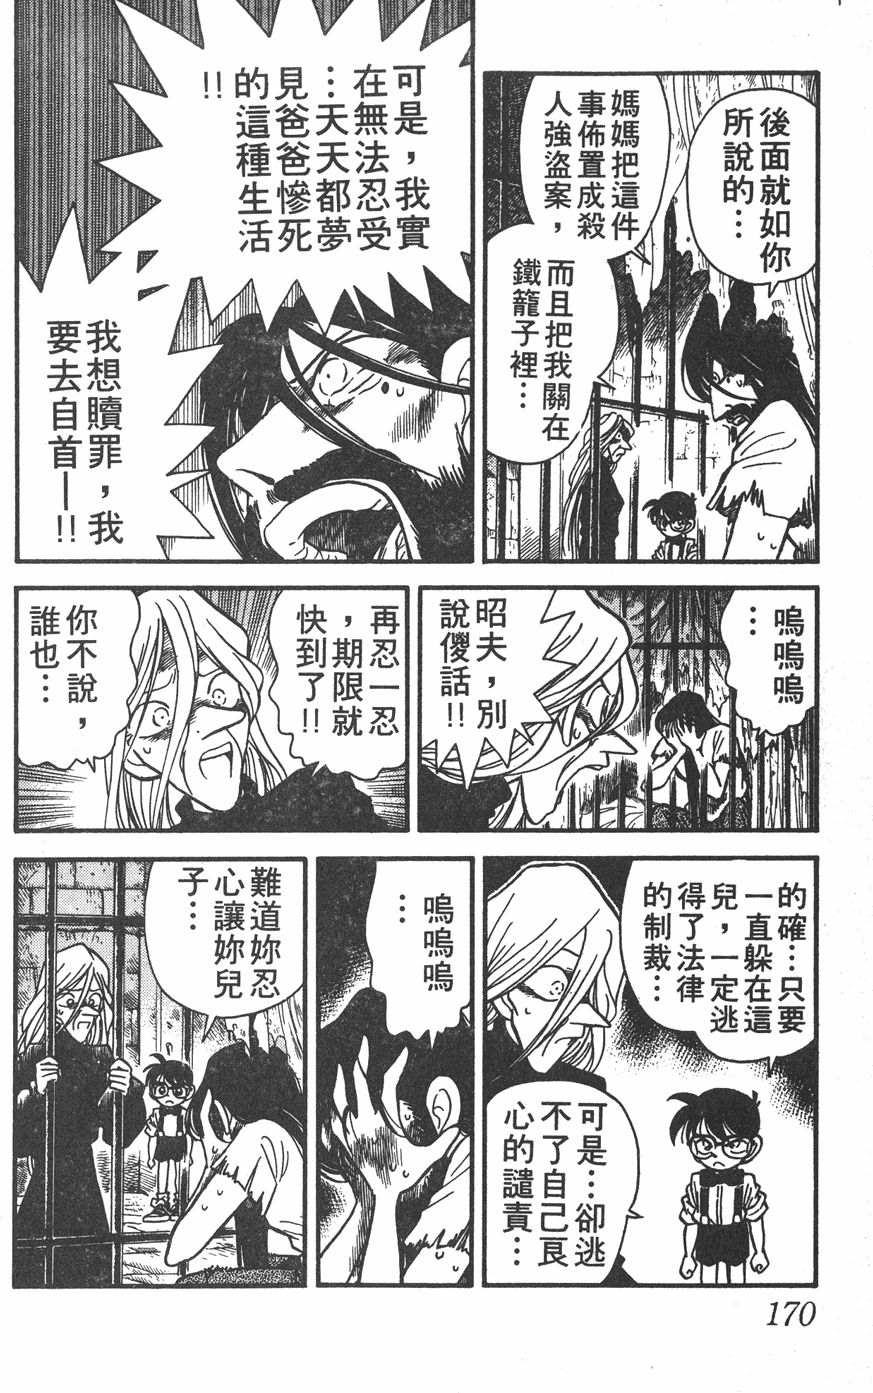 後面就如你
所說的…
媽媽把這件
事佈置成殺
人強盜案，
而且把我關在
鐵籠子裡…
可是，我實
在無法忍受
…天天都夢
見爸爸慘死
的這種生活
!!
我想贖罪，我
要去自首—!!
嗚嗚嗚
…
昭夫，別
說傻話!!
再忍一忍
，期限就
快到了!!
你不說，
誰也…
的確…只要
一直躲在這
兒，一定逃
得了法律
的制裁…
可是…卻逃
不了自己良
心的譴責…
嗚嗚嗚
…
難道妳忍
心讓妳兒
子…
170